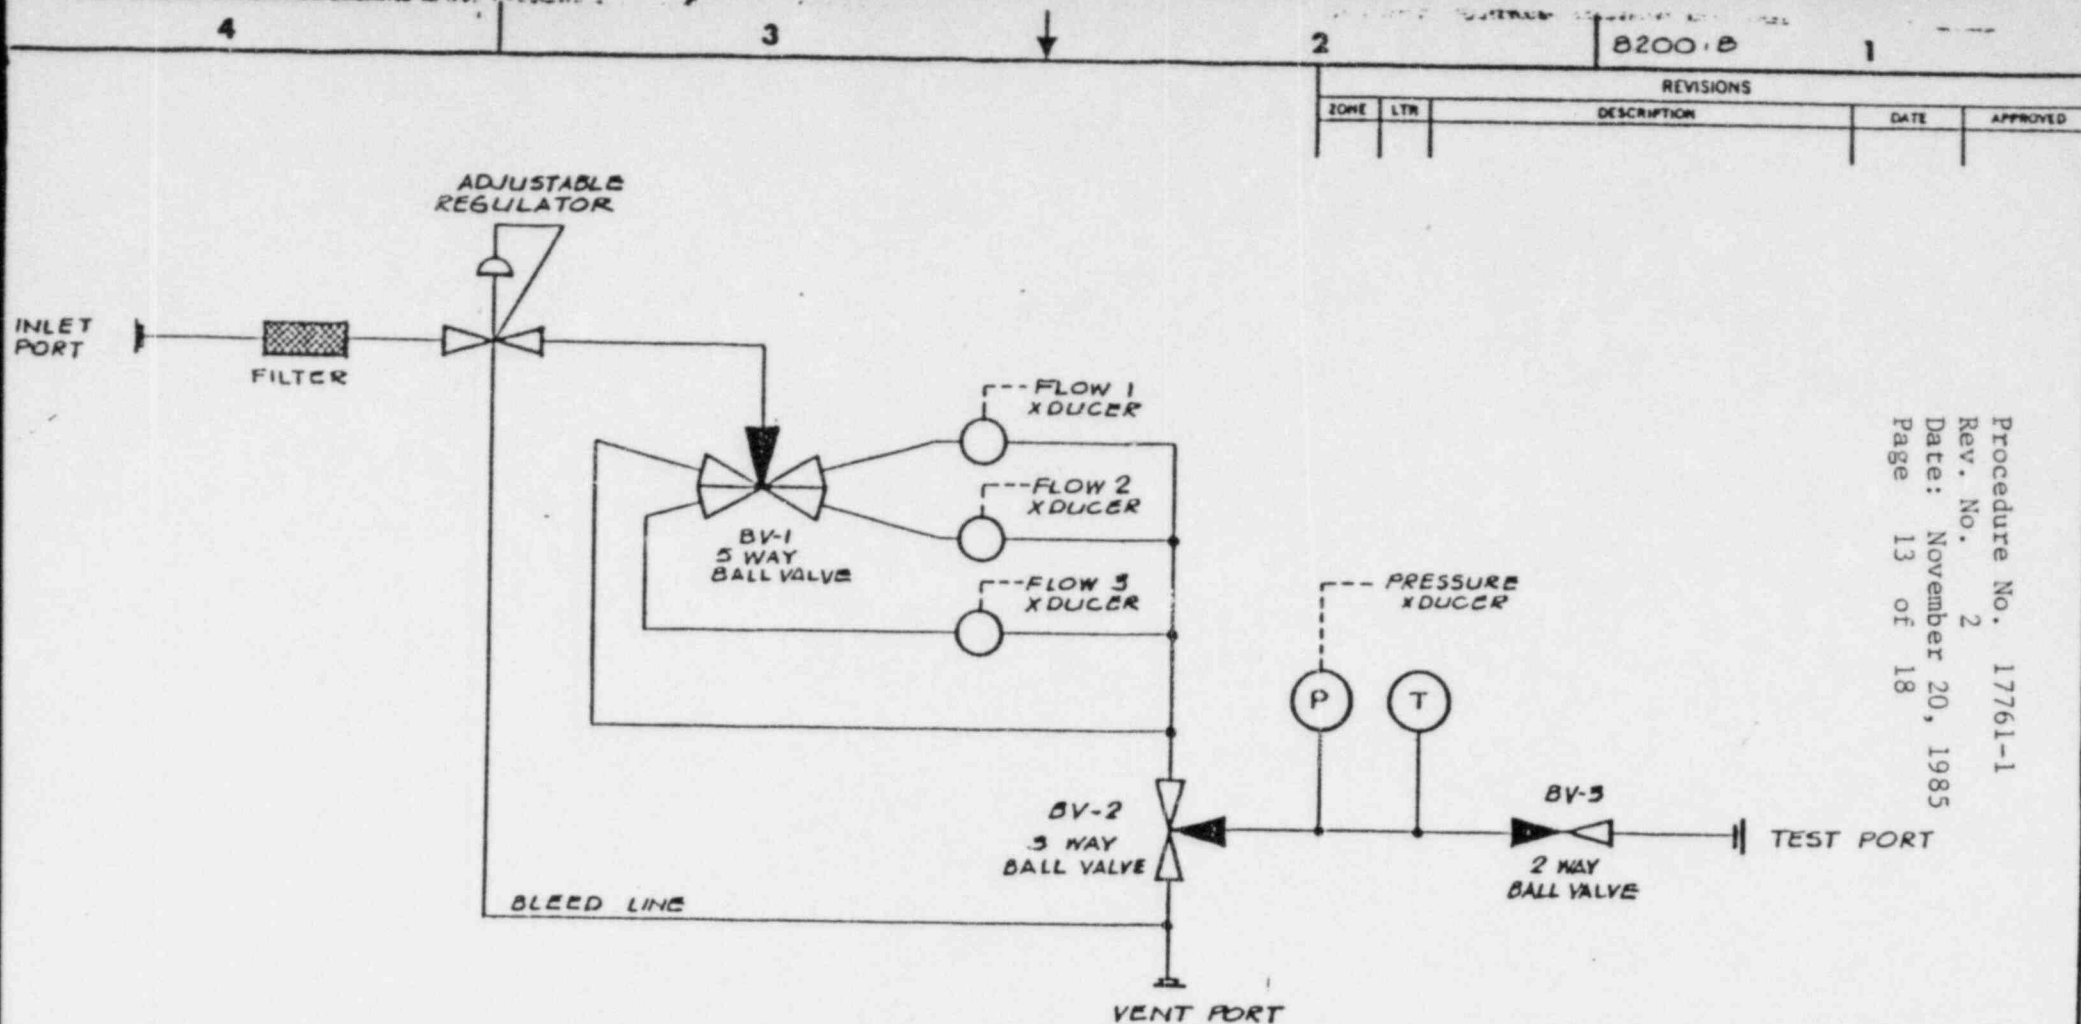 4
3
2
8200.8
1
REVISIONS
ZONE
LTR
DESCRIPTION
DATE
APPROVED
ADJUSTABLE
REGULATOR
INLET
PORT
FILTER
FLOW 1
XDUCER
FLOW 2
XDUCER
BV-1
5 WAY
BALL VALVE
FLOW 3
XDUCER
PRESSURE
XDUCER
P
T
BV-2
3 WAY
BALL VALVE
BV-3
2 WAY
BALL VALVE
TEST PORT
BLEED LINE
VENT PORT
Procedure No. 17761-1
Rev. No. 2
Date: November 20, 1985
Page 13 of 18